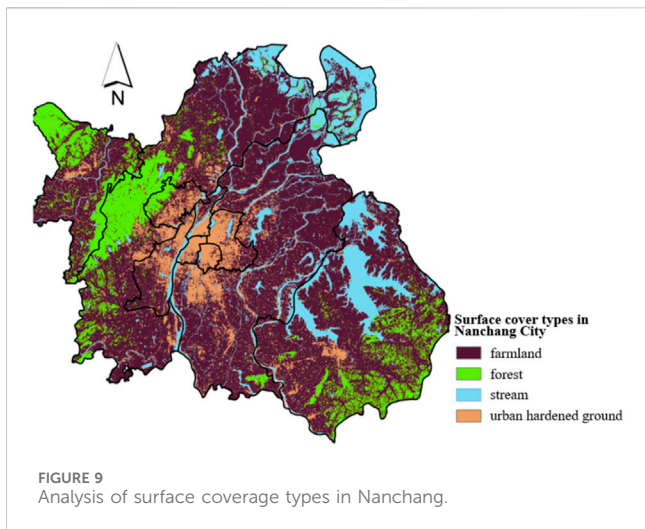 N
Surface cover types in
Nanchang City
farmland
forest
stream
urban hardened ground
FIGURE 9
Analysis of surface coverage types in Nanchang.